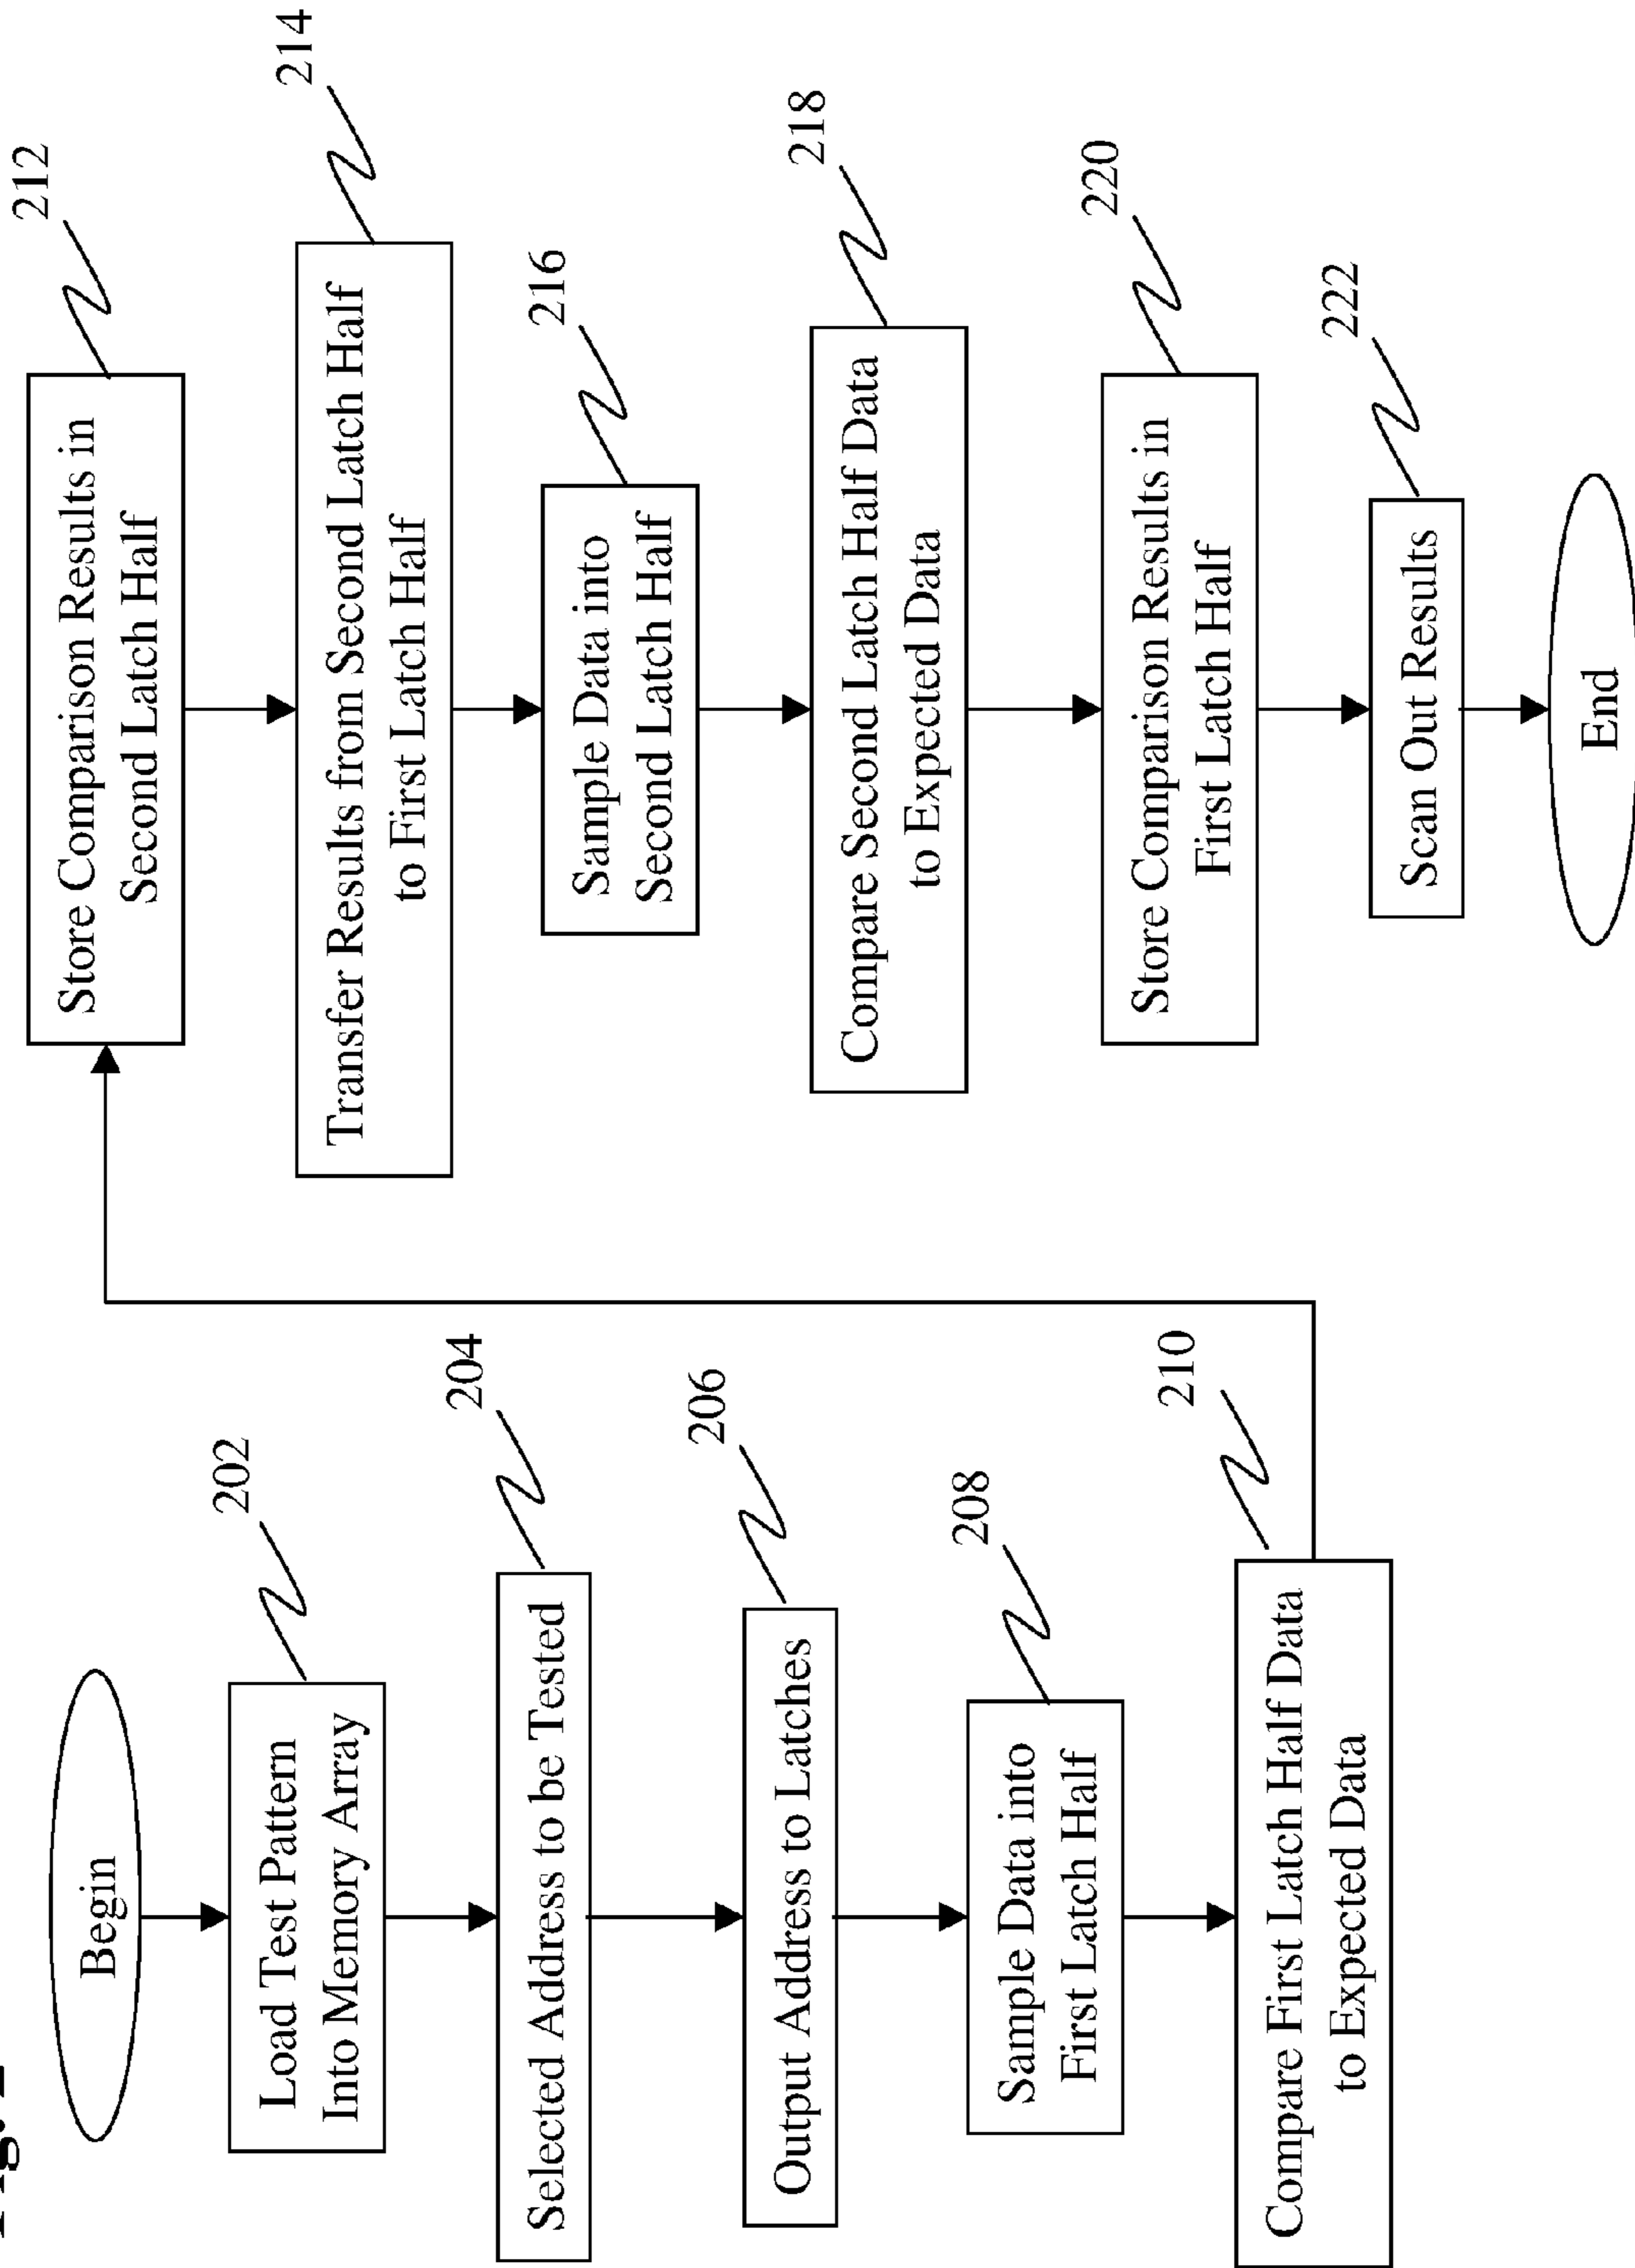 Begin
Load Test Pattern
Into Memory Array
202
Selected Address to be Tested
204
Output Address to Latches
206
Sample Data into
First Latch Half
208
Compare First Latch Half Data
to Expected Data
210
Store Comparison Results in
Second Latch Half
212
Transfer Results from Second Latch Half
to First Latch Half
214
Sample Data into
Second Latch Half
216
Compare Second Latch Half Data
to Expected Data
218
Store Comparison Results in
First Latch Half
220
Scan Out Results
222
End